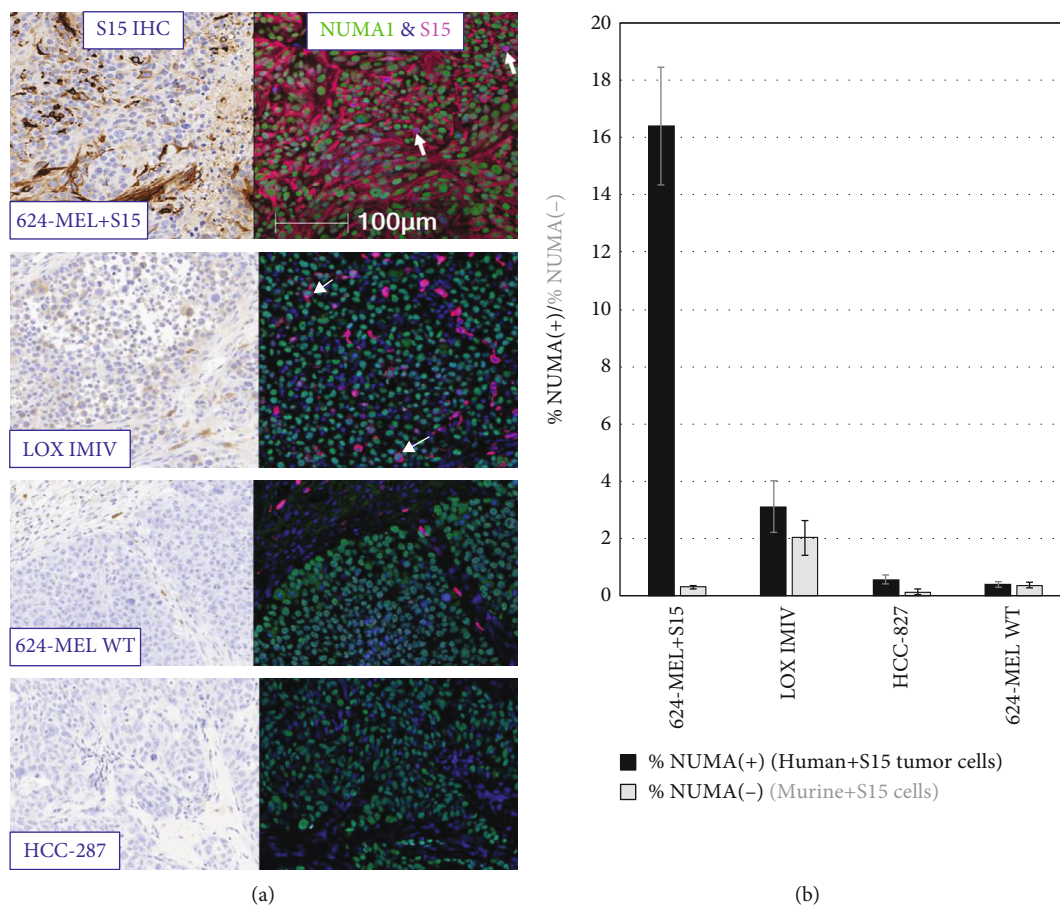 S15 IHC
NUMA1 & S15
624-MEL+S15
100μm
LOX IMIV
624-MEL WT
HCC-287
(a)
% NUMA(+)/% NUMA(−)
20
18
16
14
12
10
8
6
4
2
0
624-MEL+S15
LOX IMIV
HCC-827
624-MEL WT
% NUMA(+) (Human+S15 tumor cells)
% NUMA(−) (Murine+S15 cells)
(b)